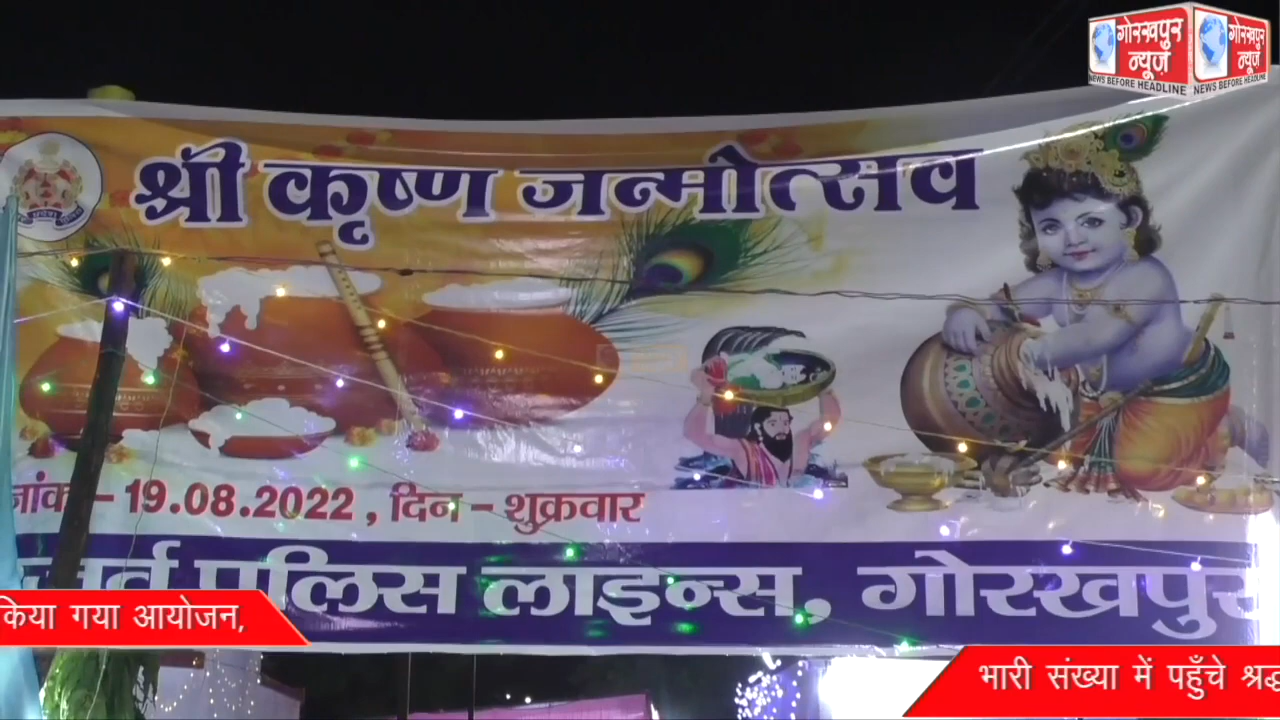 गोरखपुर न्यूज़ गोरखपुर न्यूज़
NEWS BEFORE HEADLINE NEWS BEFORE HEADLINE
श्री कृष्ण जन्मोत्सव
– 19.08.2022 , दिन – शुक्रवार
पुलिस लाइन्स, गोरखपुर
किया गया आयोजन,
भारी संख्या में पहुँचे